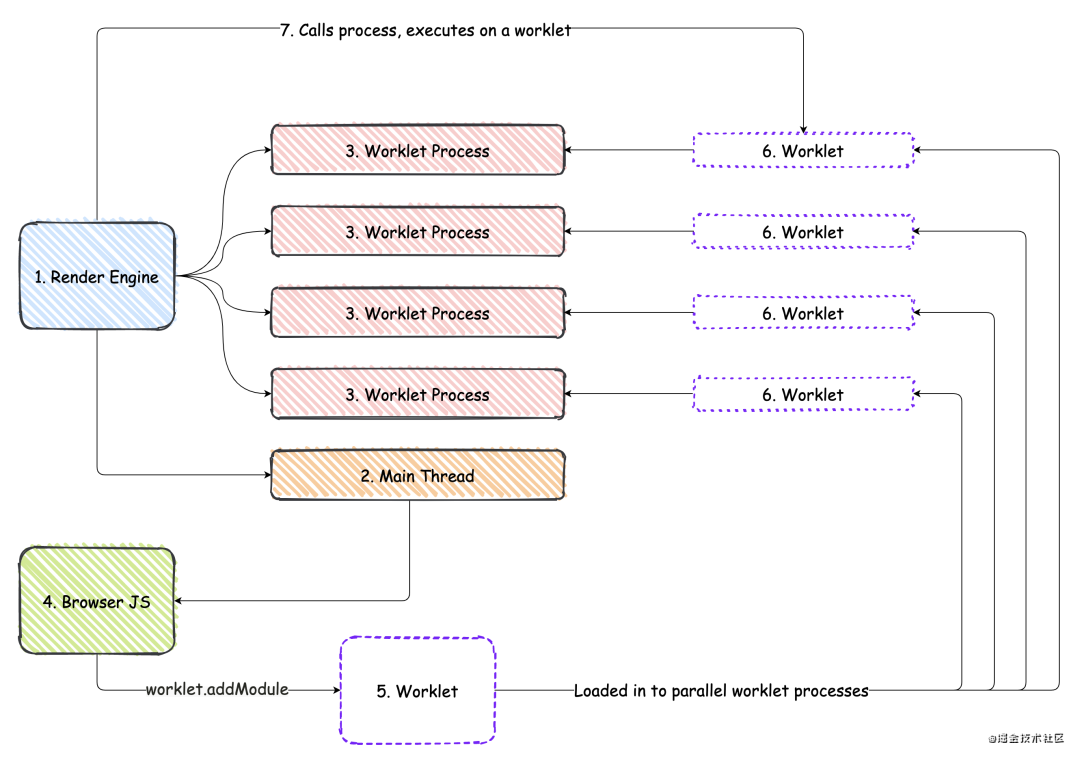 7. Calls process, executes on a worklet
3. Worklet Process
6. Worklet
3. Worklet Process
6. Worklet
1. Render Engine
3. Worklet Process
6. Worklet
3. Worklet Process
6. Worklet
2. Main Thread
4. Browser JS
worklet.addModule
5. Worklet
Loaded in to parallel worklet processes
@掘金技术社区